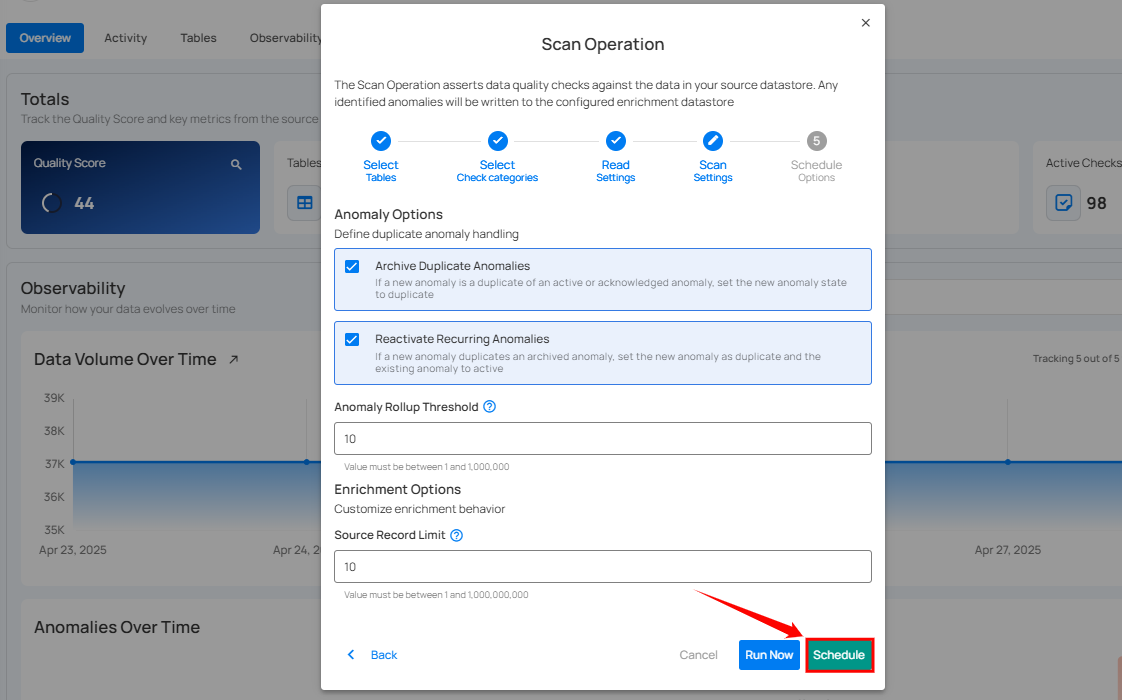 Overview
Activity
Tables
Observability
Totals
Track the Quality Score and key metrics from the source
Quality Score
44
Tables
Active Checks
98
Observability
Monitor how your data evolves over time
Data Volume Over Time
Tracking 5 out of 5
39K
38K
37K
36K
35K
Apr 23, 2025
Apr 24, 2
Apr 27, 2025
Anomalies Over Time
Scan Operation
The Scan Operation asserts data quality checks against the data in your source datastore. Any
identified anomalies will be written to the configured enrichment datastore
Select
Tables
Select
Check categories
Read
Settings
Scan
Settings
5
Schedule
Options
Anomaly Options
Define duplicate anomaly handling
Archive Duplicate Anomalies
If a new anomaly is a duplicate of an active or acknowledged anomaly, set the new anomaly state
to duplicate
Reactivate Recurring Anomalies
If a new anomaly duplicates an archived anomaly, set the new anomaly as duplicate and the
existing anomaly to active
Anomaly Rollup Threshold ?
10
Value must be between 1 and 1,000,000
Enrichment Options
Customize enrichment behavior
Source Record Limit ?
10
Value must be between 1 and 1,000,000,000
Back
Cancel
Run Now
Schedule